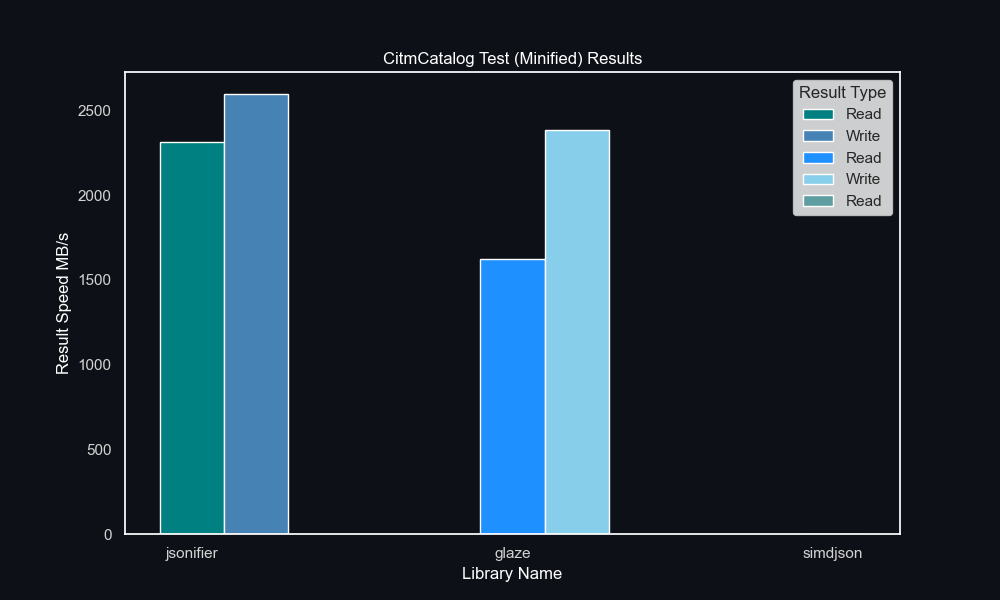 CitmCatalog Test (Minified) Results
Result Type
Read
Write
Read
Write
Read
2500
2000
1500
1000
500
0
Result Speed MB/s
jsonifier
glaze
simdjson
Library Name